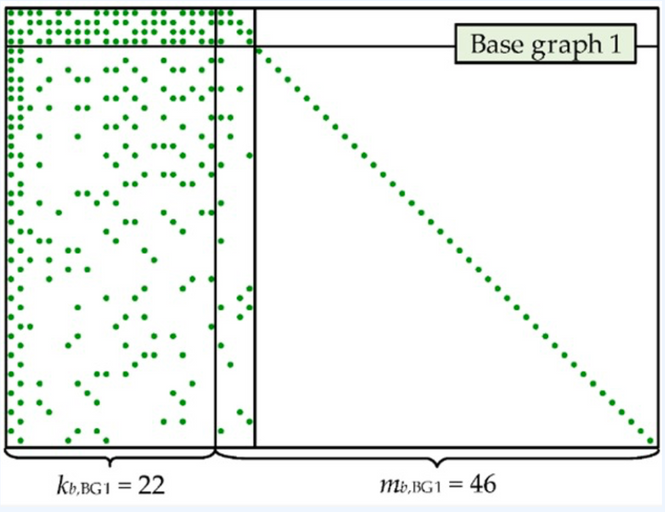 Base graph 1
kb,BG1 = 22
mb,BG1 = 46